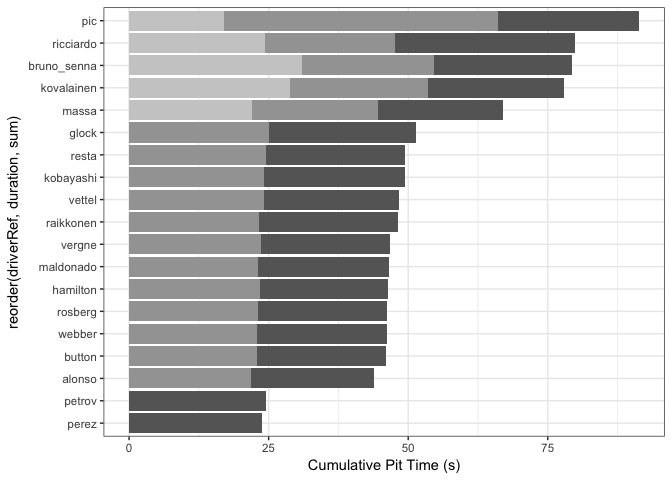 pic
ricciardo
bruno_senna
kovalainen
massa
glock
resta
kobayashi
vettel
raikkonen
vergne
maldonado
hamilton
rosberg
webber
button
alonso
petrov
perez
reorder(driverRef, duration, sum)
0 25 50 75
Cumulative Pit Time (s)